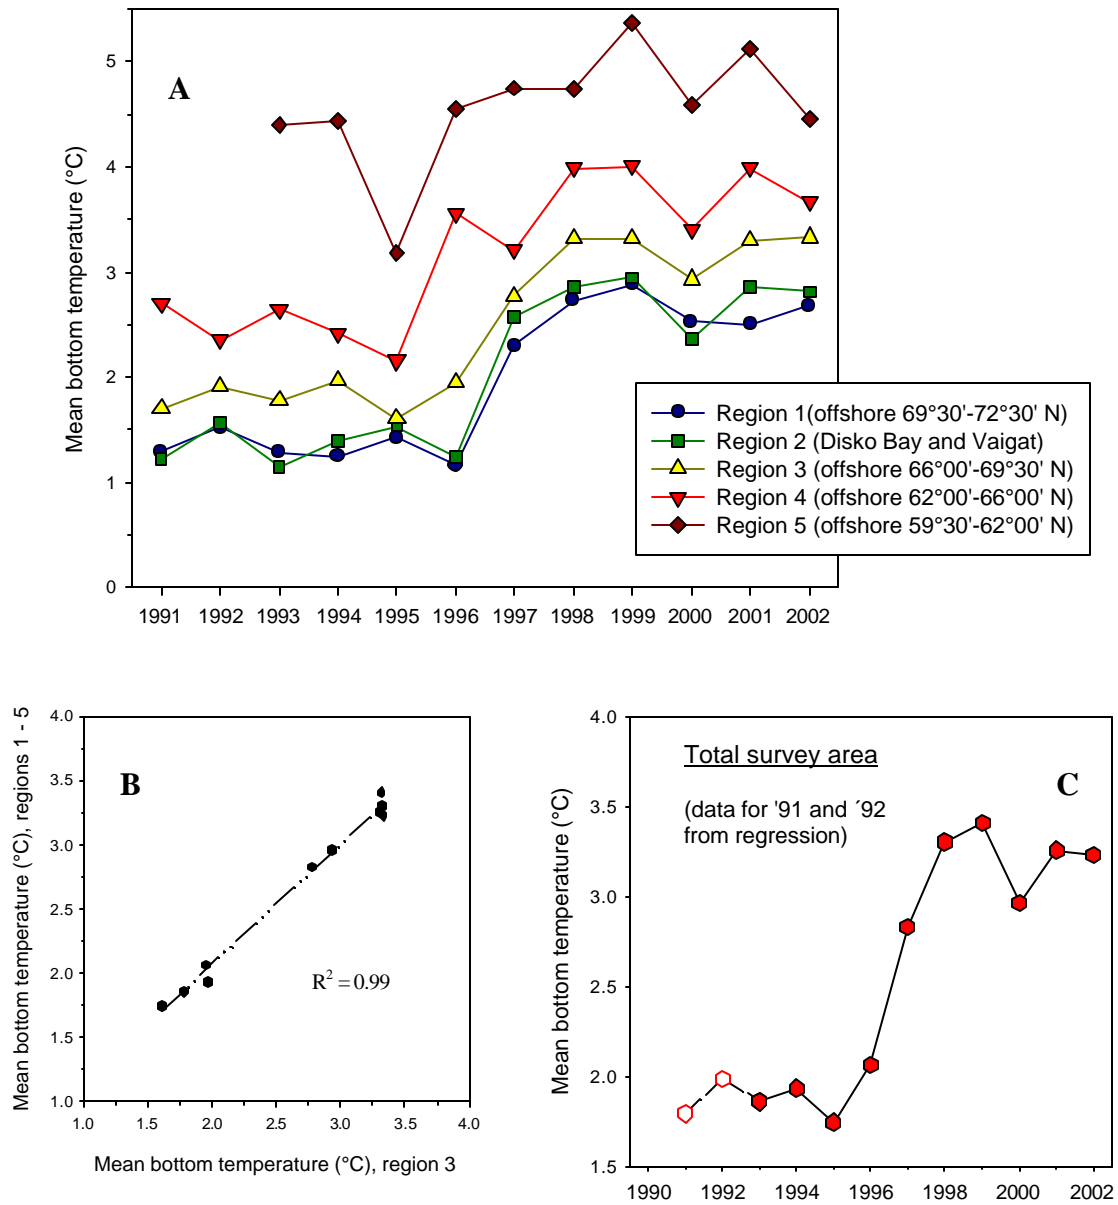 A
Mean bottom temperature (°C)
5
4
3
2
1
0
1991 1992 1993 1994 1995 1996 1997 1998 1999 2000 2001 2002
Region 1(offshore 69°30'-72°30' N)
Region 2 (Disko Bay and Vaigat)
Region 3 (offshore 66°00'-69°30' N)
Region 4 (offshore 62°00'-66°00' N)
Region 5 (offshore 59°30'-62°00' N)
B
Mean bottom temperature (°C), regions 1 - 5
4.0
3.5
3.0
2.5
2.0
1.5
1.0
R² = 0.99
1.0 1.5 2.0 2.5 3.0 3.5 4.0
Mean bottom temperature (°C), region 3
C
Total survey area
(data for '91 and ´92
from regression)
Mean bottom temperature (°C)
4.0
3.5
3.0
2.5
2.0
1.5
1990 1992 1994 1996 1998 2000 2002